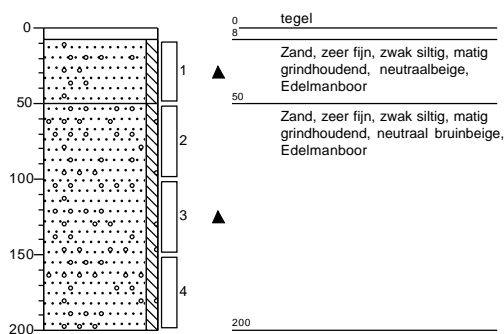 0
50
100
150
200
1
2
3
4
0
tegel
8
Zand, zeer fijn, zwak siltig, matig
grindhoudend, neutraalbeige,
Edelmanboor
50
Zand, zeer fijn, zwak siltig, matig
grindhoudend, neutraal bruinbeige,
Edelmanboor
200